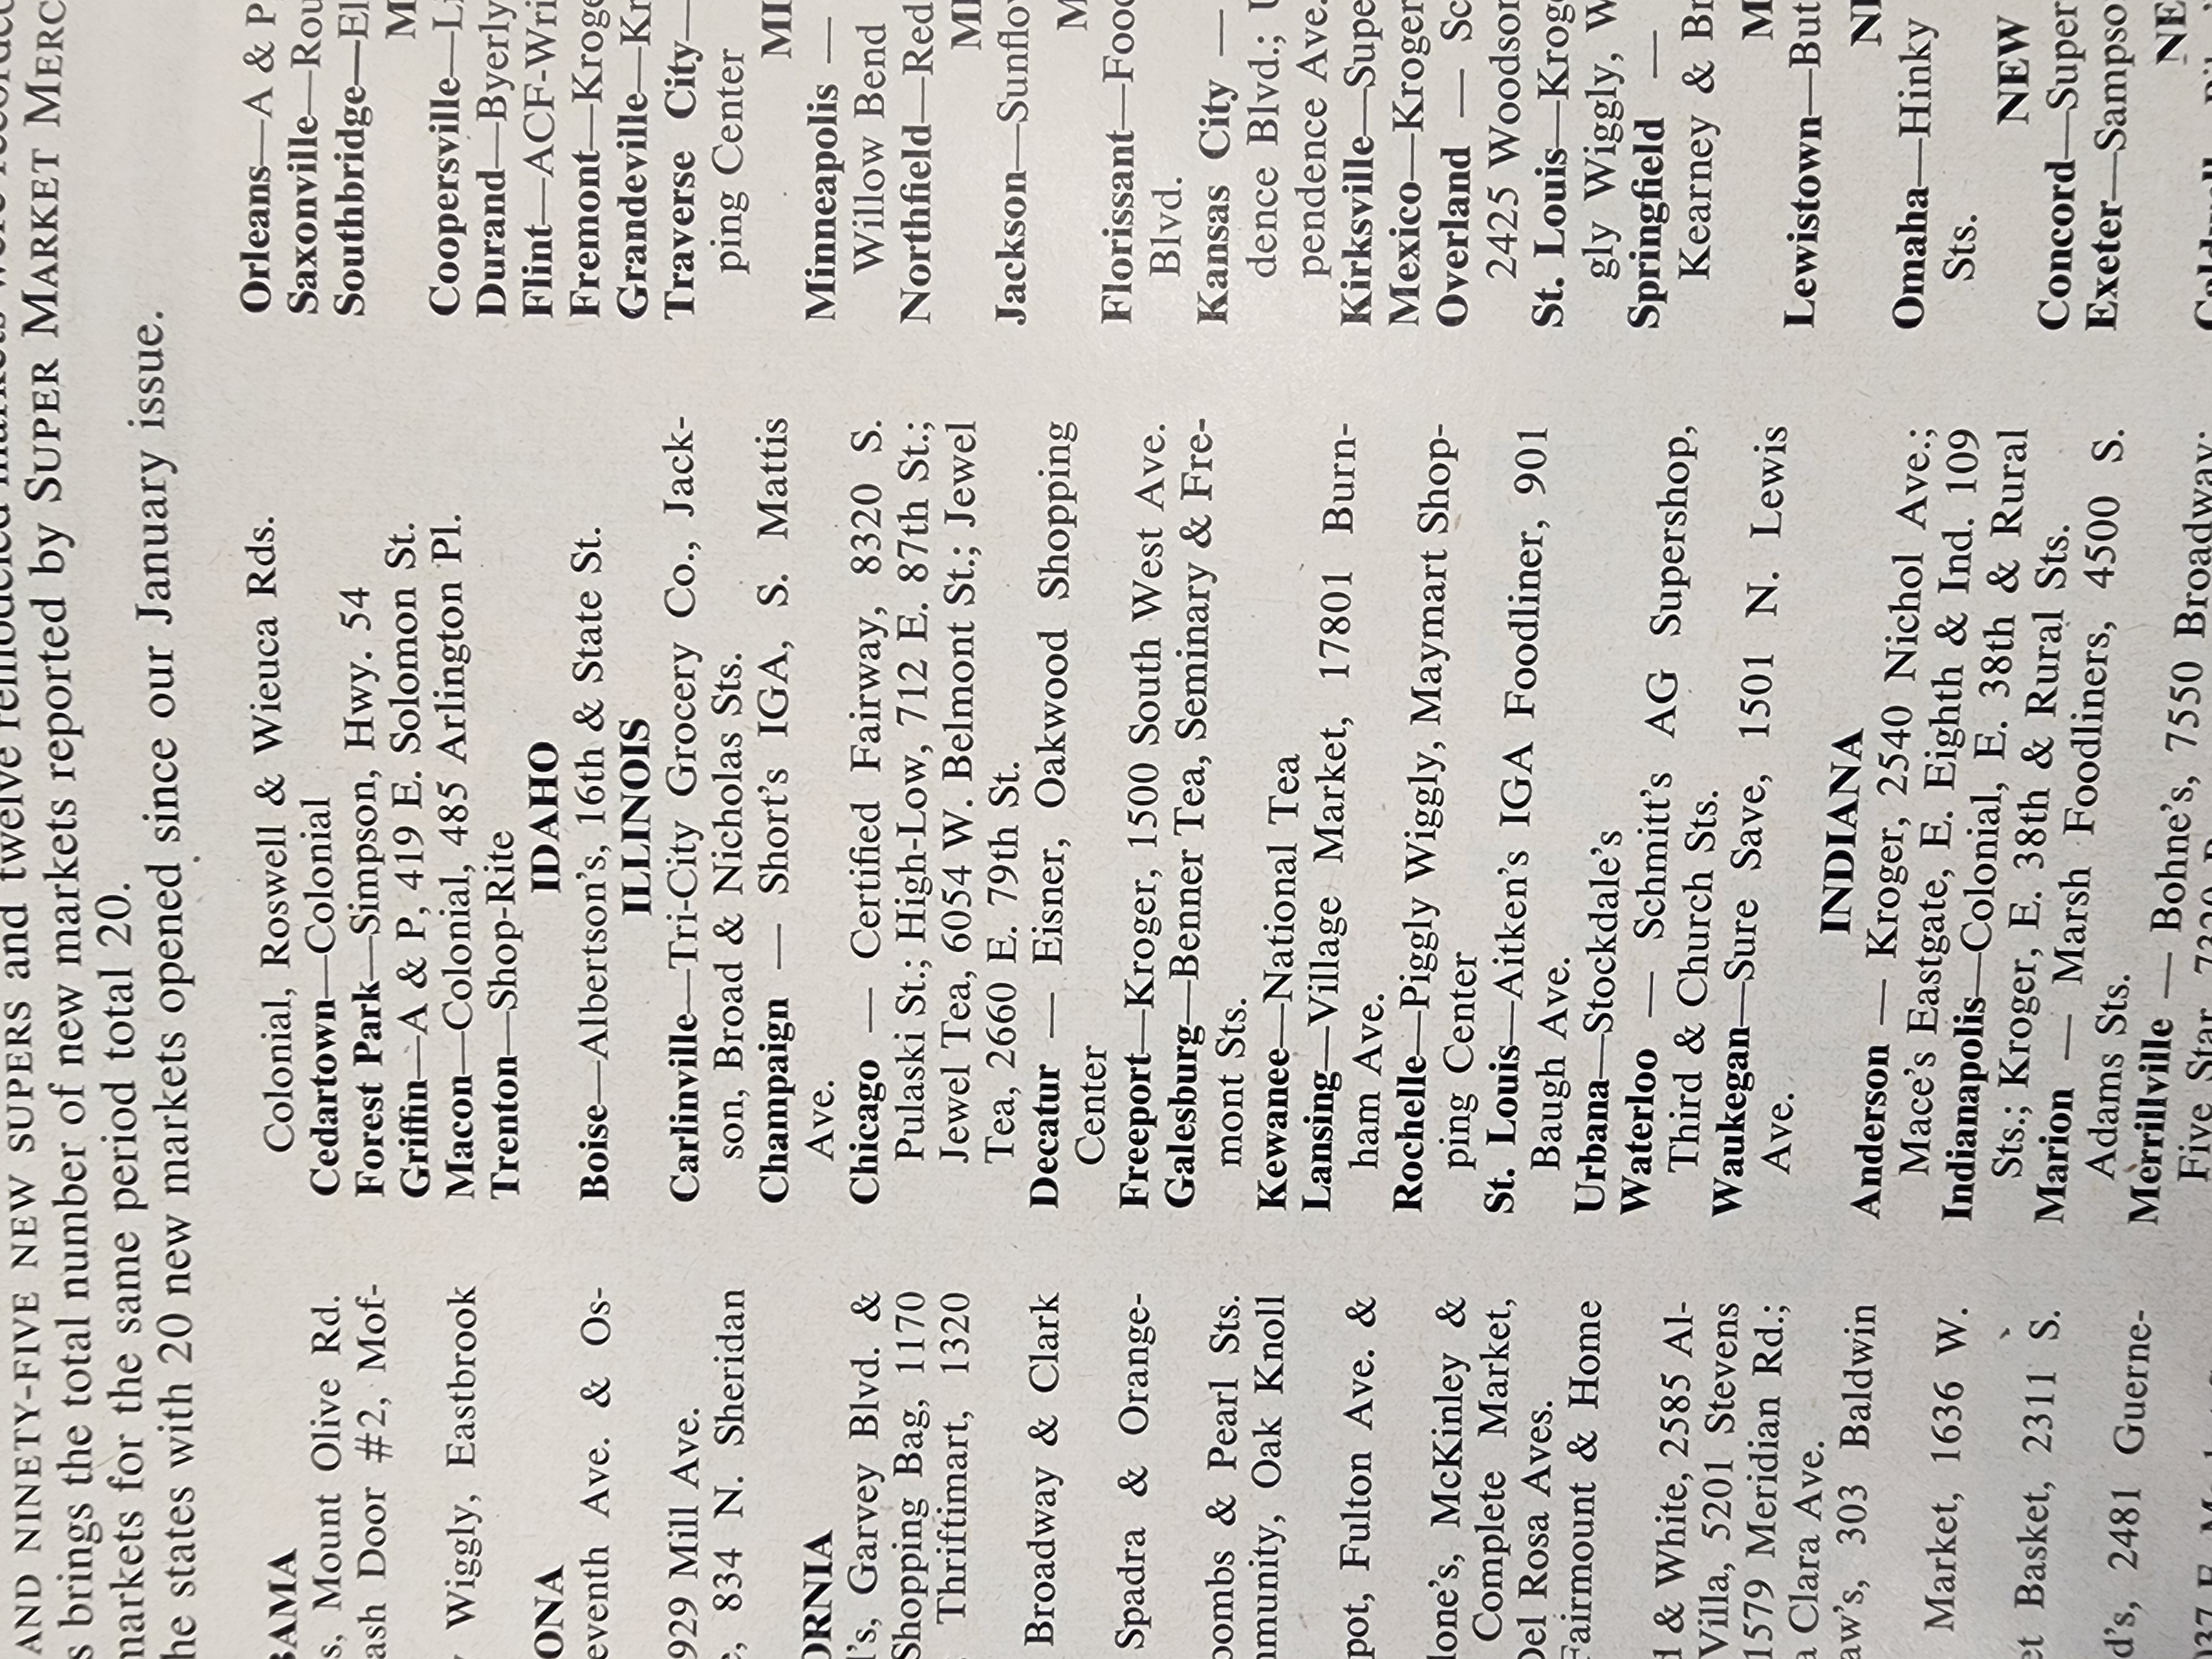 AND NINETY-FIVE NEW SUPERS and twelve remodeled markets were
brings the total number of new markets reported by SUPER MARKET MERC
markets for the same period total 20.
he states with 20 new markets opened since our January issue.
BAMA
s, Mount Olive Rd.
ash Door #2, Mof-
Wiggly, Eastbrook
ONA
eventh Ave. & Os-
929 Mill Ave.
834 N. Sheridan
ORNIA
l's, Garvey Blvd. &
Shopping Bag, 1170
Thriftimart, 1320
Broadway & Clark
Spadra & Orange-
oombs & Pearl Sts.
mmunity, Oak Knoll
pot, Fulton Ave. &
lone's, McKinley &
Complete Market,
Del Rosa Aves.
Fairmount & Home
d & White, 2585 Al-
Villa, 5201 Stevens
1579 Meridian Rd.;
a Clara Ave.
aw's, 303 Baldwin
Market, 1636 W.
et Basket, 2311 S.
d's, 2481 Guerne-
Colonial, Roswell & Wieuca Rds.
Cedartown—Colonial
Forest Park—Simpson, Hwy. 54
Griffin—A & P, 419 E. Solomon St.
Macon—Colonial, 485 Arlington Pl.
Trenton—Shop-Rite
IDAHO
Boise—Albertson's, 16th & State St.
ILLINOIS
Carlinville—Tri-City Grocery Co., Jack-
son, Broad & Nicholas Sts.
Champaign — Short's IGA, S. Mattis
Ave.
Chicago — Certified Fairway, 8320 S.
Pulaski St.; High-Low, 712 E. 87th St.;
Jewel Tea, 6054 W. Belmont St.; Jewel
Tea, 2660 E. 79th St.
Decatur — Eisner, Oakwood Shopping
Center
Freeport—Kroger, 1500 South West Ave.
Galesburg—Benner Tea, Seminary & Fre-
mont Sts.
Kewanee—National Tea
Lansing—Village Market, 17801 Burn-
ham Ave.
Rochelle—Piggly Wiggly, Maymart Shop-
ping Center
St. Louis—Aitken's IGA Foodliner, 901
Baugh Ave.
Urbana—Stockdale's
Waterloo — Schmitt's AG Supershop,
Third & Church Sts.
Waukegan—Sure Save, 1501 N. Lewis
Ave.
INDIANA
Anderson — Kroger, 2540 Nichol Ave.;
Mace's Eastgate, E. Eighth & Ind. 109
Indianapolis—Colonial, E. 38th & Rural
Sts.; Kroger, E. 38th & Rural Sts.
Marion — Marsh Foodliners, 4500 S.
Adams Sts.
Merrillville — Bohne's, 7550 Broadway;
Five Star, 7320
Orleans—A & P
Saxonville—Rou
Southbridge—El
M
Coopersville—Li
Durand—Byerly
Flint—ACF-Wri
Fremont—Kroge
Grandeville—Kr
Traverse City—
ping Center
MI
Minneapolis —
Willow Bend
Northfield—Red
MI
Jackson—Sunflo
M
Florissant—Food
Blvd.
Kansas City —
dence Blvd.; U
pendence Ave.
Kirksville—Supe
Mexico—Kroger
Overland — Sc
2425 Woodson
St. Louis—Kroge
gly Wiggly, W
Springfield —
Kearney & Br
M
Lewistown—But
NI
Omaha—Hinky
Sts.
NEW
Concord—Super
Exeter—Sampso
NE